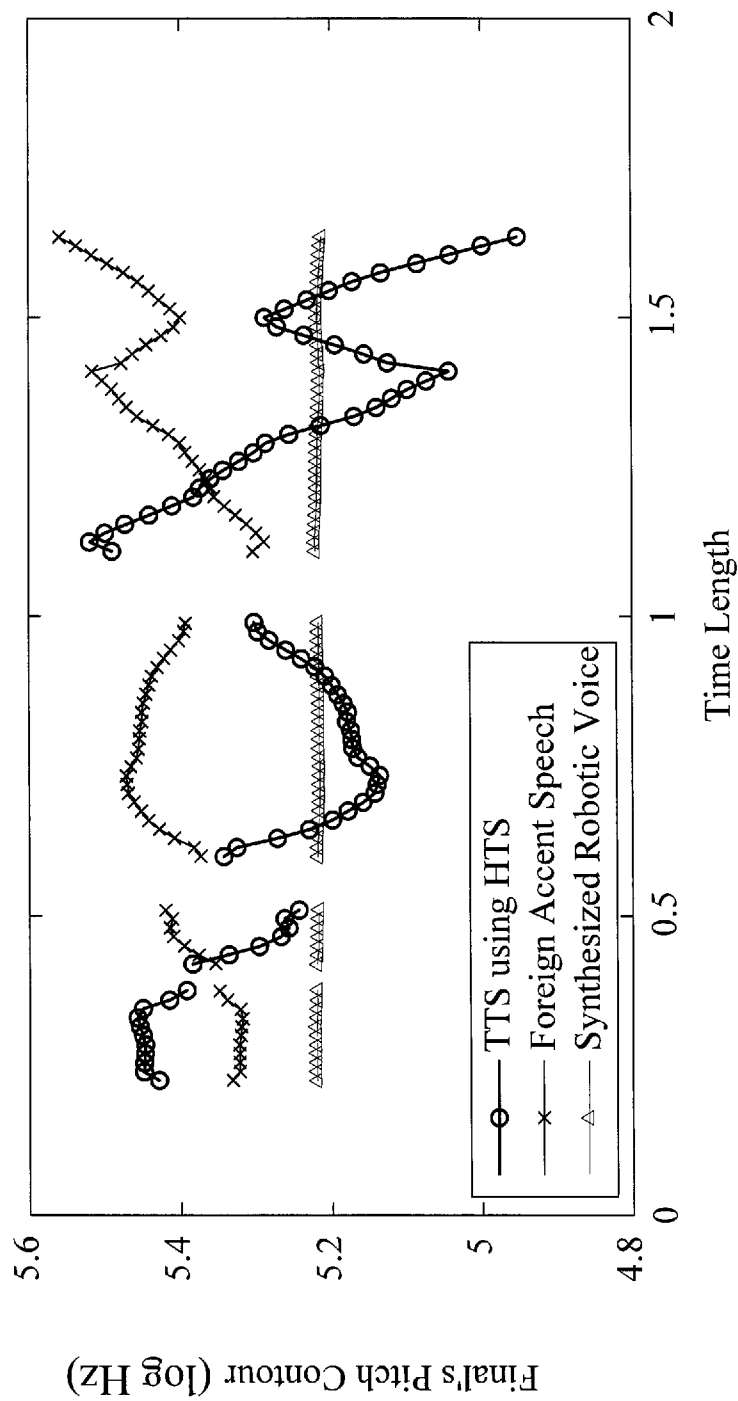 Final's Pitch Contour (log Hz)
5.6
5.4
5.2
5
4.8
TTS using HTS
Foreign Accent Speech
Synthesized Robotic Voice
0
0.5
1
1.5
2
Time Length